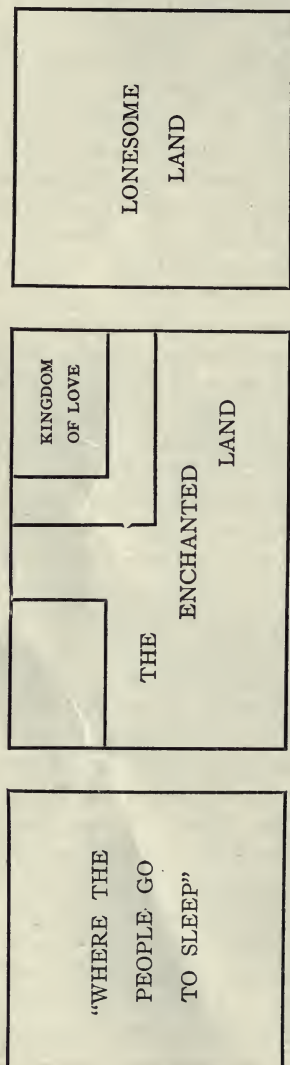 "WHERE THE
PEOPLE GO
TO SLEEP"
KINGDOM
OF LOVE
THE
ENCHANTED
LAND
LONESOME
LAND